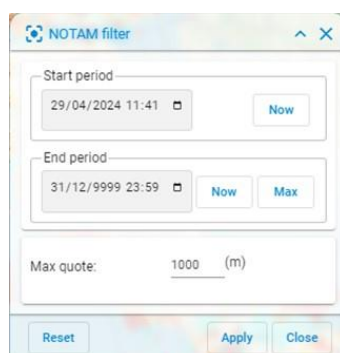 NOTAM filter
Start period
29/04/2024 11:41 Now
End period
31/12/9999 23:59 Now Max
Max quote: 1000 (m)
Reset Apply Close